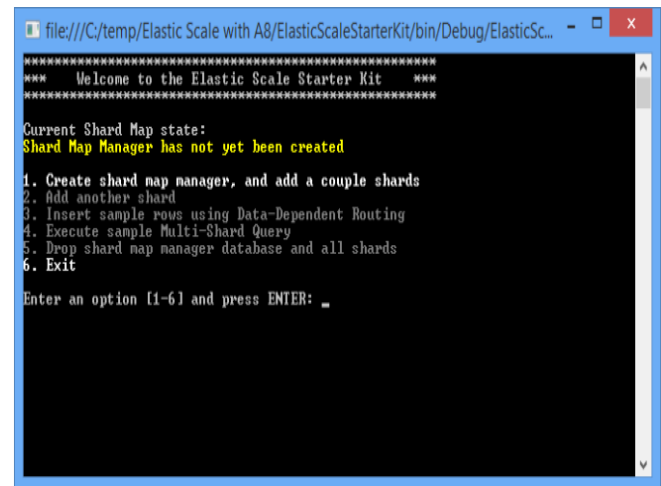 file:///C:/temp/Elastic Scale with A8/ElasticScaleStarterKit/bin/Debug/ElasticSc...
***************************************************
***    Welcome to the Elastic Scale Starter Kit    ***
***************************************************
Current Shard Map state:
Shard Map Manager has not yet been created
1. Create shard map manager, and add a couple shards
2. Add another shard
3. Insert sample rows using Data-Dependent Routing
4. Execute sample Multi-Shard Query
5. Drop shard map manager database and all shards
6. Exit
Enter an option [1-6] and press ENTER: _